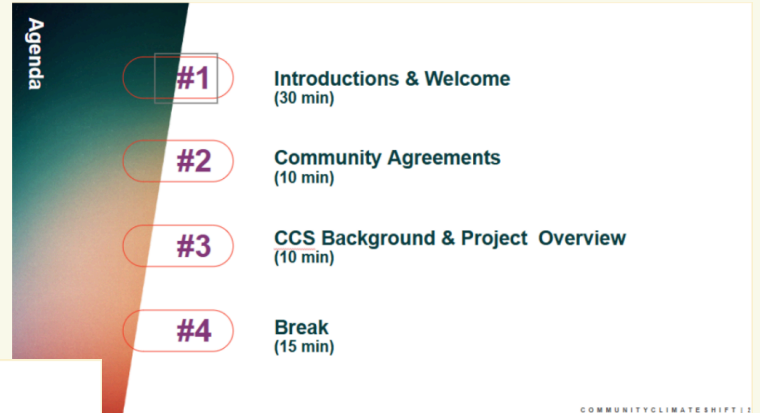 Agenda
#1
Introductions & Welcome
(30 min)
#2
Community Agreements
(10 min)
#3
CCS Background & Project  Overview
(10 min)
#4
Break
(15 min)
COMMUNITYCLIMATESHIFT |